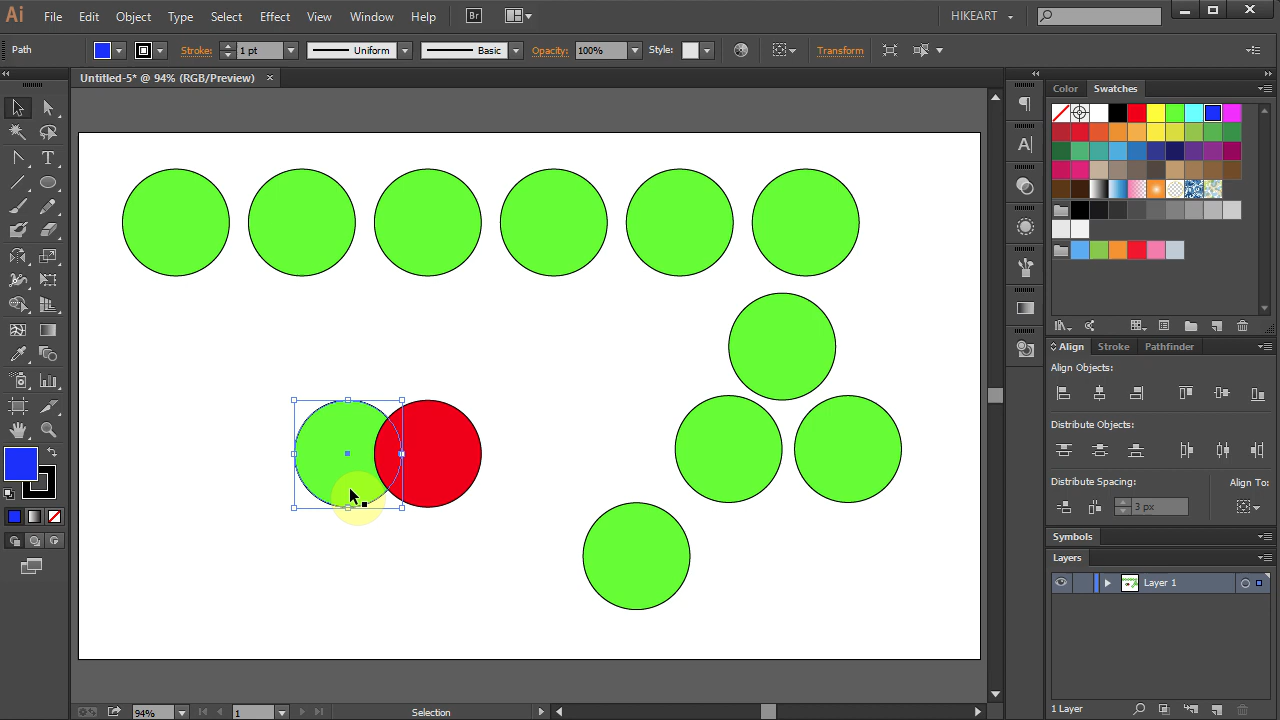 Ai File Edit Object Type Select Effect View Window Help Br HIKEART
Path Stroke: 1 pt Uniform Basic Opacity: 100% Style: Transform
Untitled-5* @ 94% (RGB/Preview) ×
Color Swatches
Align Stroke Pathfinder
Align Objects:
Distribute Objects:
Distribute Spacing: Align To:
3 px
Symbols
Layers
Layer 1
1 Layer
94% 1 Selection